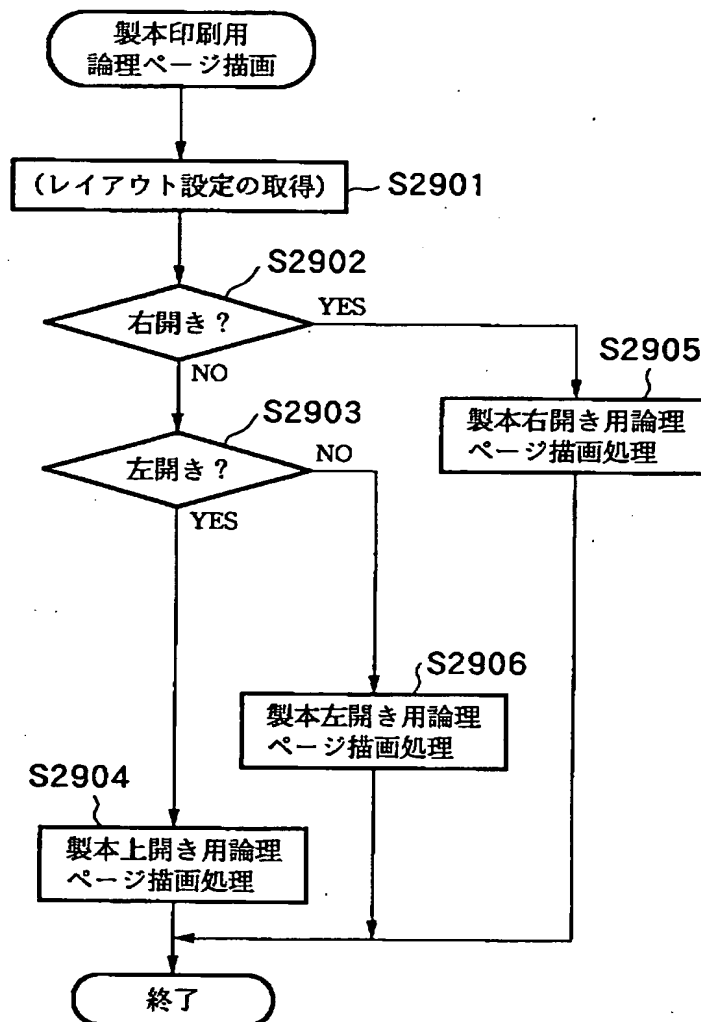 製本印刷用
論理ページ描画
(レイアウト設定の取得)
S2901
S2902
右開き?
YES
NO
S2905
製本右開き用論理
ページ描画処理
S2903
左開き?
NO
YES
S2906
製本左開き用論理
ページ描画処理
S2904
製本上開き用論理
ページ描画処理
終了